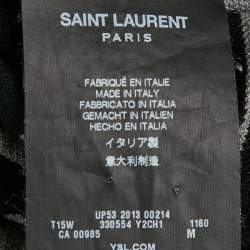 SAINT LAURENT
PARIS
FABRIQUÉ EN ITALIE
MADE IN ITALY
FABBRICATO IN ITALIA
GEMACHT IN ITALIEN
HECHO EN ITALIA
イタリア製
意大利制造
UP53 2013 00214
T15W 330554 Y2CH1 1160
CA 00985 M
YSL.COM